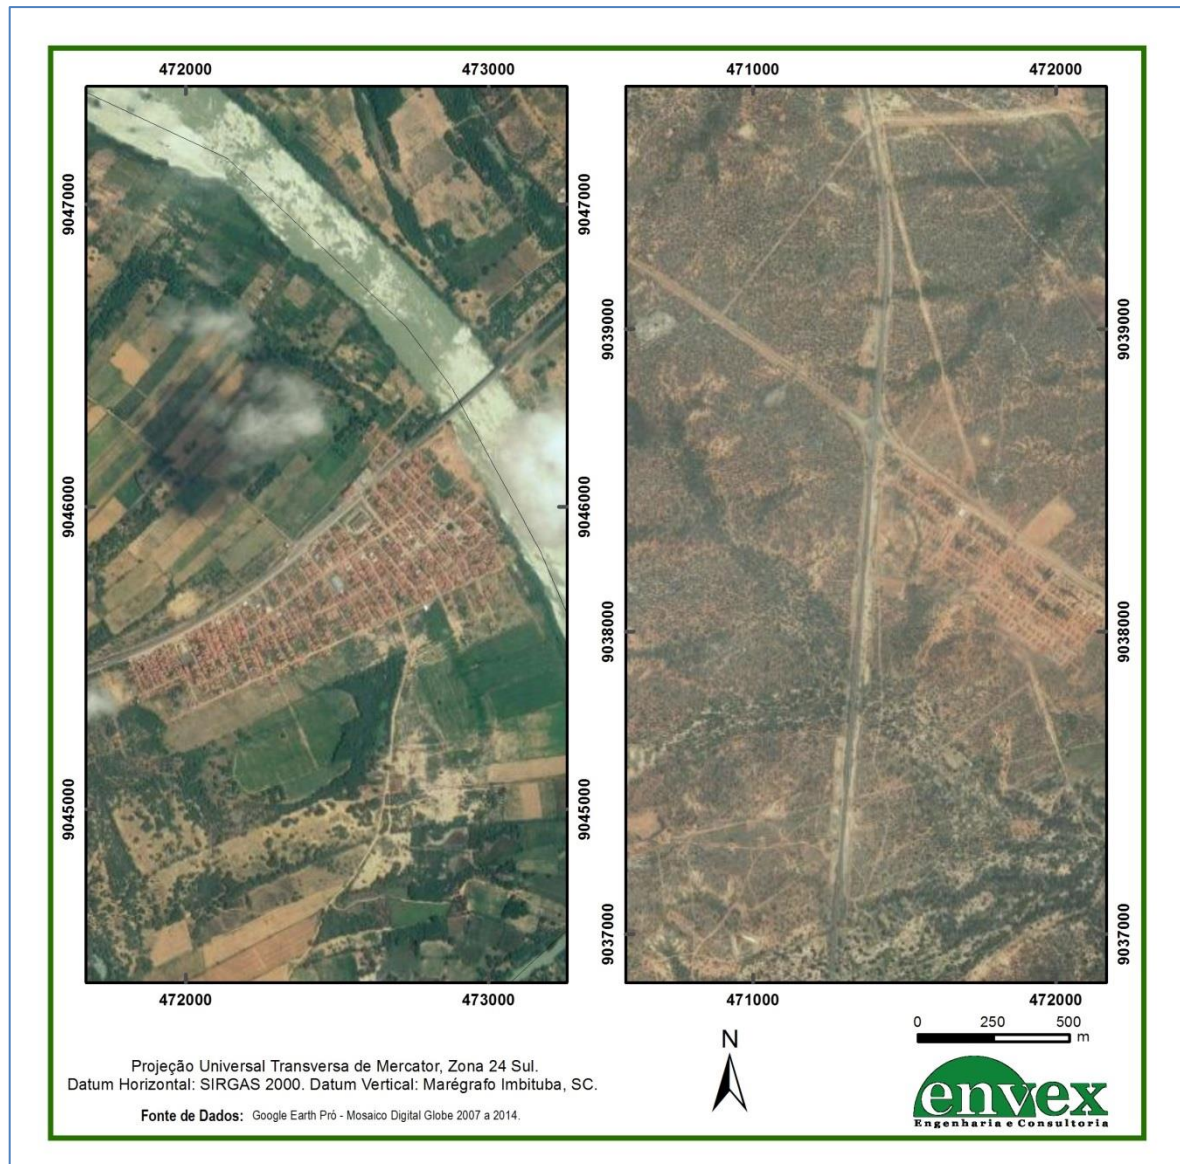 472000 473000 471000 472000
9047000 9047000
9039000 9039000
9046000 9046000
9038000 9038000
9045000 9045000
9037000 9037000
472000 473000 471000 472000
0 250 500
m
N
Projeção Universal Transversa de Mercator, Zona 24 Sul.
Datum Horizontal: SIRGAS 2000. Datum Vertical: Marégrafo Imbituba, SC.
Fonte de Dados: Google Earth Pró - Mosaico Digital Globe 2007 a 2014.
envex
Engenharia e Consultoria